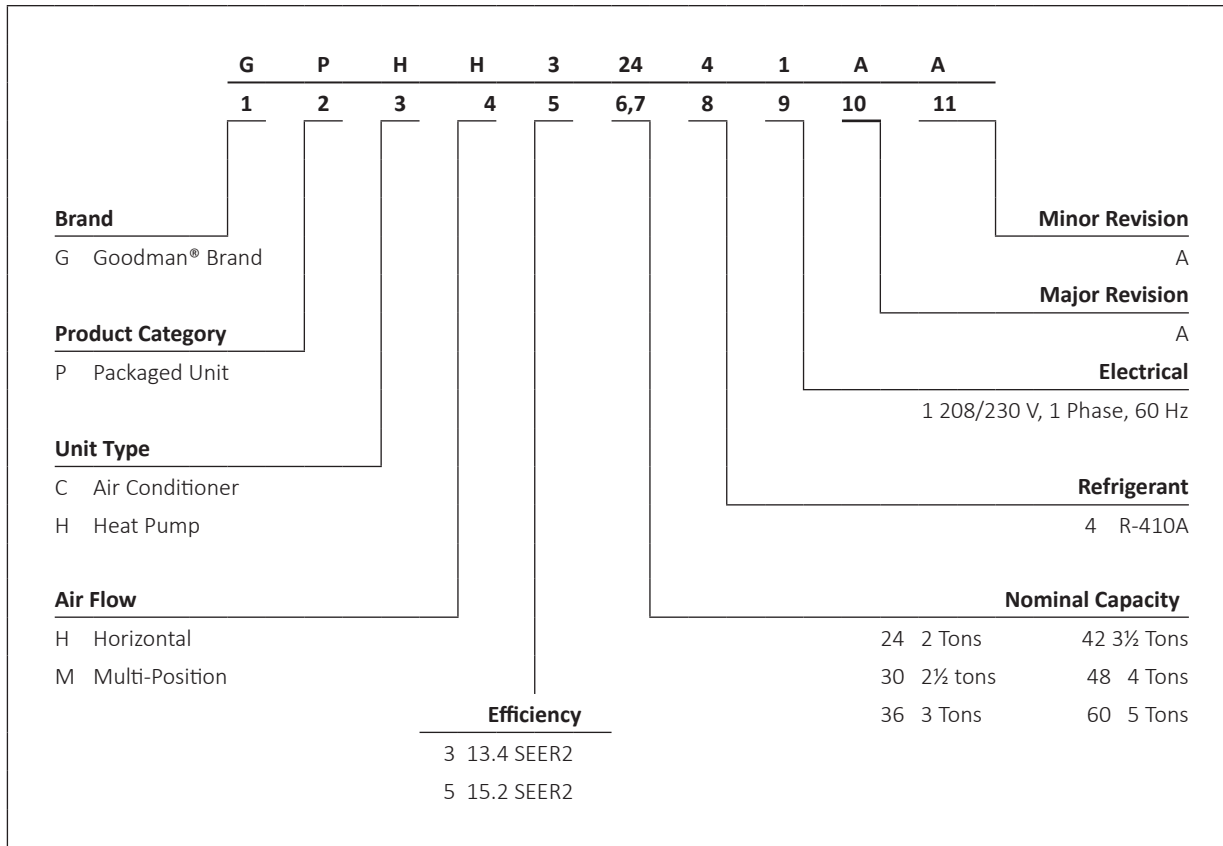 G P H H 3 24 4 1 A A
1 2 3 4 5 6,7 8 9 10 11
Brand
G Goodman® Brand
Product Category
P Packaged Unit
Unit Type
C Air Conditioner
H Heat Pump
Air Flow
H Horizontal
M Multi-Position
Efficiency
3 13.4 SEER2
5 15.2 SEER2
Minor Revision
A
Major Revision
A
Electrical
1 208/230 V, 1 Phase, 60 Hz
Refrigerant
4 R-410A
Nominal Capacity
24 2 Tons 42 3½ Tons
30 2½ tons 48 4 Tons
36 3 Tons 60 5 Tons